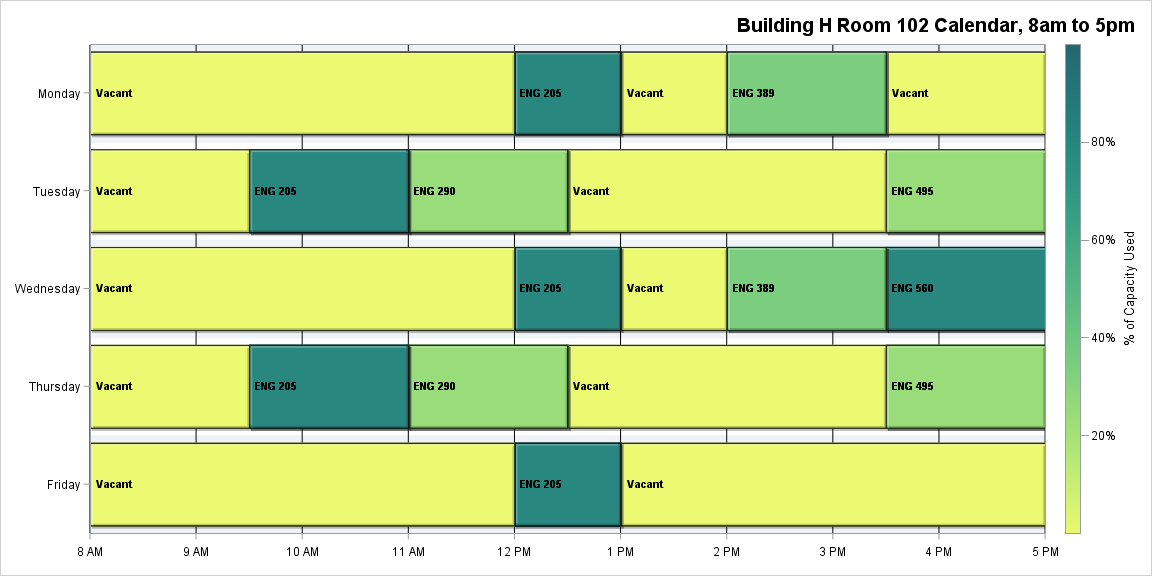 Building H Room 102 Calendar, 8am to 5pm
Monday Vacant ENG 205 Vacant ENG 389 Vacant
Tuesday Vacant ENG 205 ENG 290 Vacant ENG 495
Wednesday Vacant ENG 205 Vacant ENG 389 ENG 560
Thursday Vacant ENG 205 ENG 290 Vacant ENG 495
Friday Vacant ENG 205 Vacant
8 AM 9 AM 10 AM 11 AM 12 PM 1 PM 2 PM 3 PM 4 PM 5 PM
80%
60%
40%
20%
% of Capacity Used